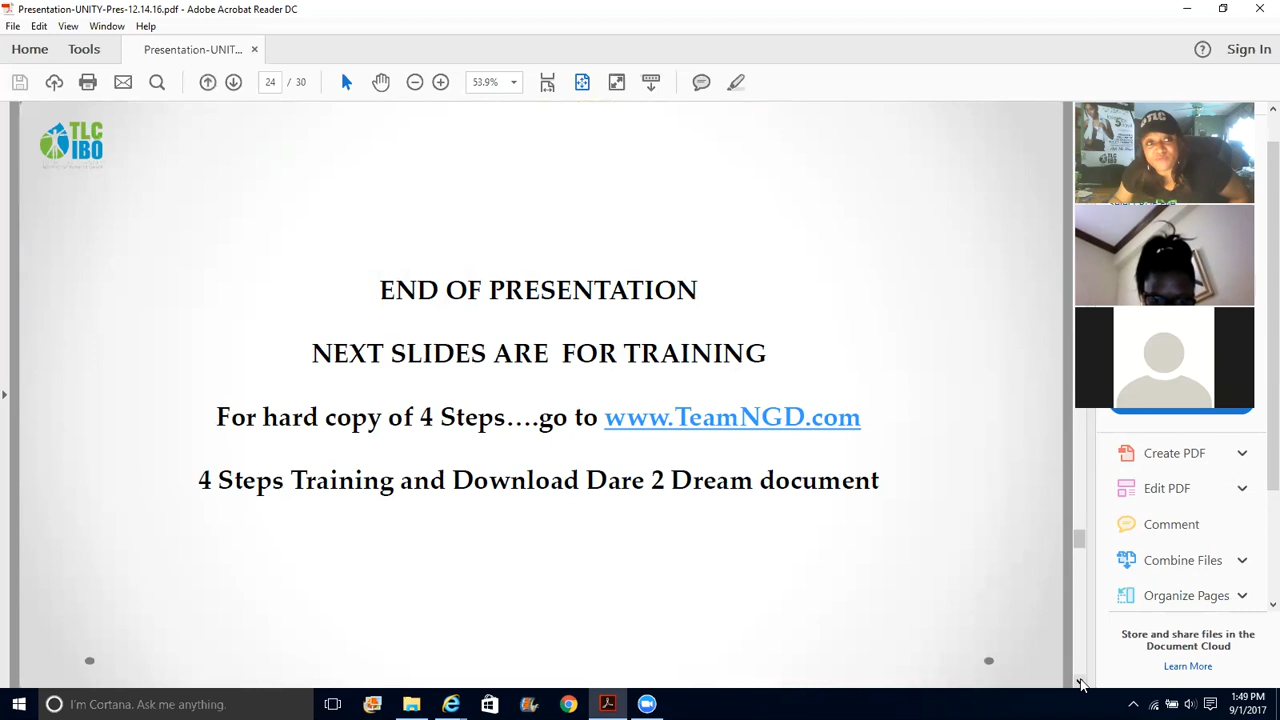 Presentation-UNITY-Pres-12.14.16.pdf - Adobe Acrobat Reader DC
File Edit View Window Help
Home Tools Presentation-UNIT... Sign In
24 / 30 53.9%
TLC
IBO
END OF PRESENTATION
NEXT SLIDES ARE FOR TRAINING
For hard copy of 4 Steps….go to www.TeamNGD.com
4 Steps Training and Download Dare 2 Dream document
TLC
Create PDF
Edit PDF
Comment
Combine Files
Organize Pages
Store and share files in the
Document Cloud
Learn More
I'm Cortana. Ask me anything.
1:49 PM
9/1/2017